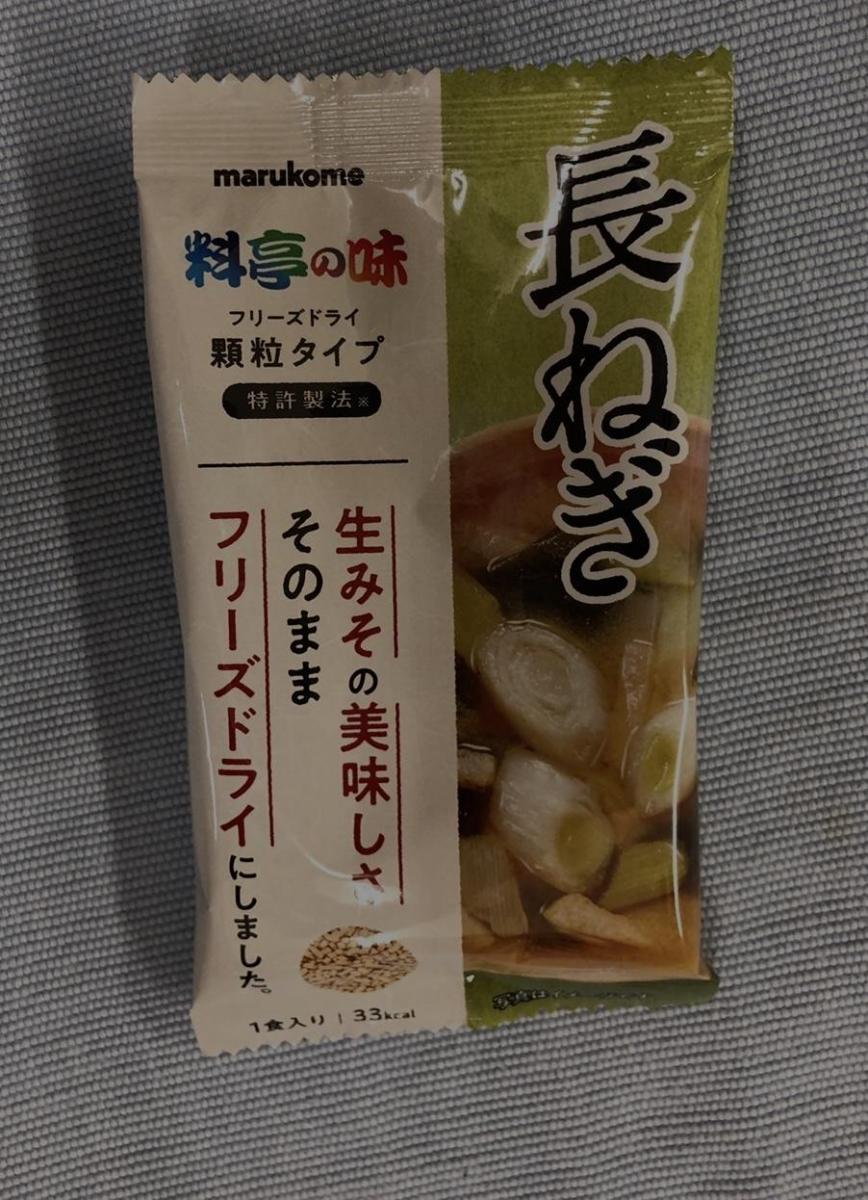 marukome
料亭の味
フリーズドライ
顆粒タイプ
特許製法※
生みその美味しさ
そのまま
フリーズドライにしました。
1食入り | 33kcal
長ねぎ